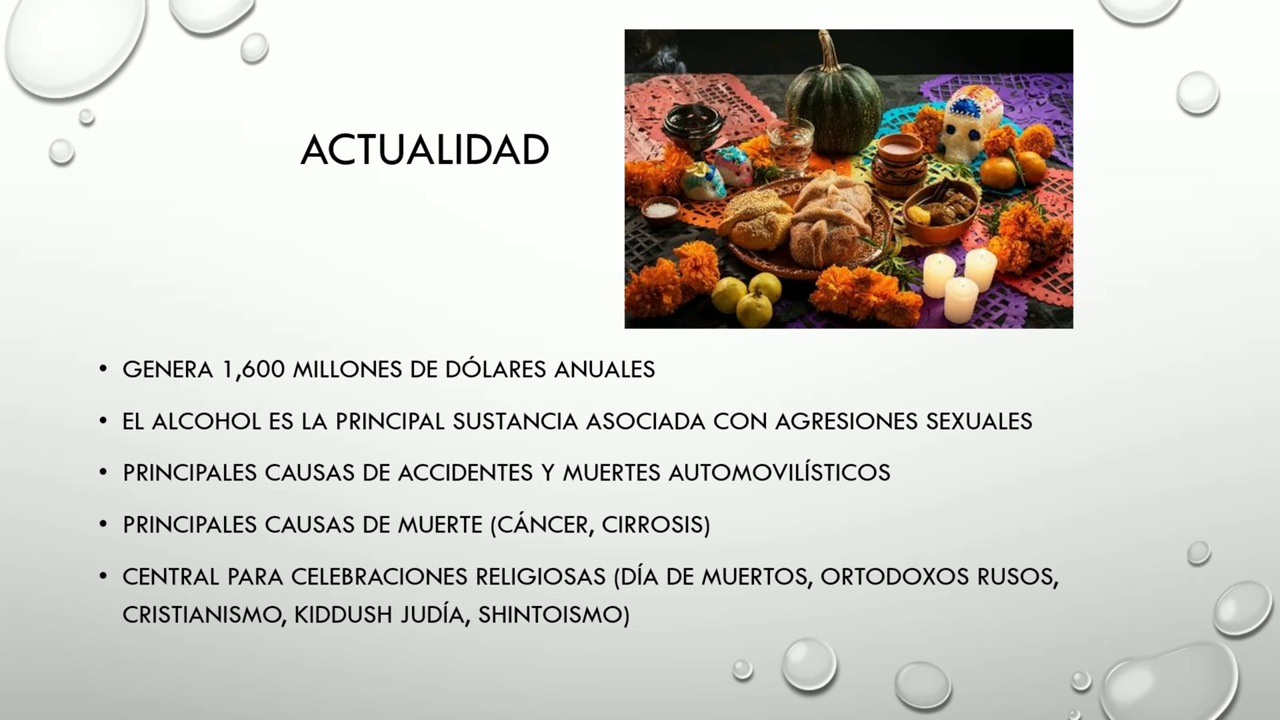 ACTUALIDAD
• GENERA 1,600 MILLONES DE DÓLARES ANUALES
• EL ALCOHOL ES LA PRINCIPAL SUSTANCIA ASOCIADA CON AGRESIONES SEXUALES
• PRINCIPALES CAUSAS DE ACCIDENTES Y MUERTES AUTOMOVILÍSTICOS
• PRINCIPALES CAUSAS DE MUERTE (CÁNCER, CIRROSIS)
• CENTRAL PARA CELEBRACIONES RELIGIOSAS (DÍA DE MUERTOS, ORTODOXOS RUSOS,
CRISTIANISMO, KIDDUSH JUDÍA, SHINTOISMO)